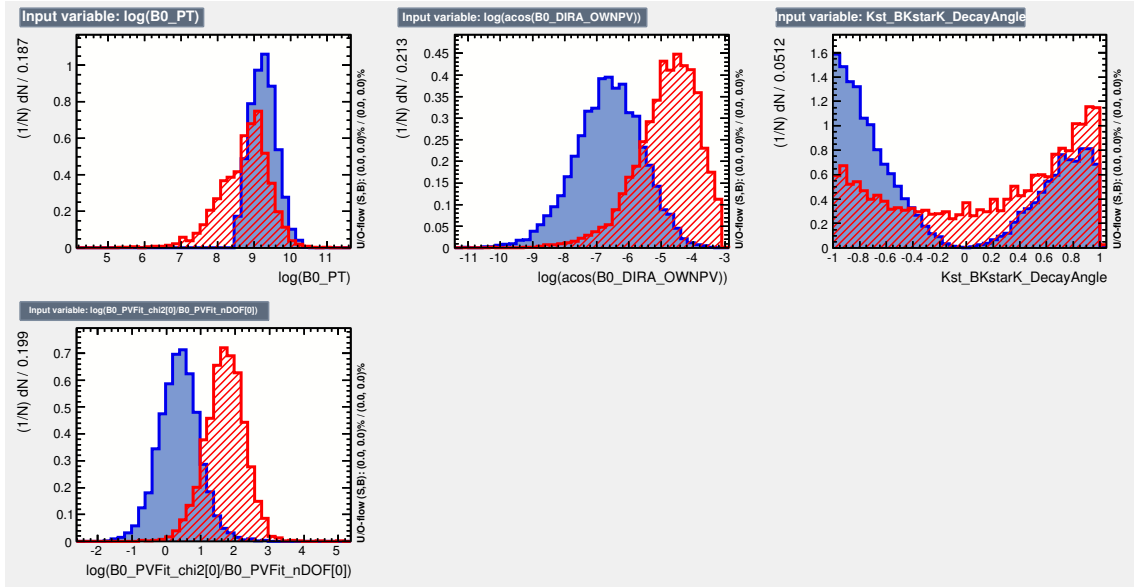 Input variable: log(B0_PT)
(1/N) dN / 0.187
1
0.8
0.6
0.4
0.2
0
5 6 7 8 9 10 11
log(B0_PT)
U/O-flow (S,B): (0.0, 0.0)% / (0.0, 0.0)%
Input variable: log(acos(B0_DIRA_OWNPV))
(1/N) dN / 0.213
0.45
0.4
0.35
0.3
0.25
0.2
0.15
0.1
0.05
0
-11 -10 -9 -8 -7 -6 -5 -4 -3
log(acos(B0_DIRA_OWNPV))
U/O-flow (S,B): (0.0, 0.0)% / (0.0, 0.0)%
Input variable: Kst_BKstarK_DecayAngle
(1/N) dN / 0.0512
1.6
1.4
1.2
1.0
0.8
0.6
0.4
0.2
0
-1 -0.8 -0.6 -0.4 -0.2 0 0.2 0.4 0.6 0.8 1
Kst_BKstarK_DecayAngle
U/O-flow (S,B): (0.0, 0.0)% / (0.0, 0.0)%
Input variable: log(B0_PVFit_chi2[0]/B0_PVFit_nDOF[0])
(1/N) dN / 0.199
0.7
0.6
0.5
0.4
0.3
0.2
0.1
0
-2 -1 0 1 2 3 4 5
log(B0_PVFit_chi2[0]/B0_PVFit_nDOF[0])
U/O-flow (S,B): (0.0, 0.0)% / (0.0, 0.0)%